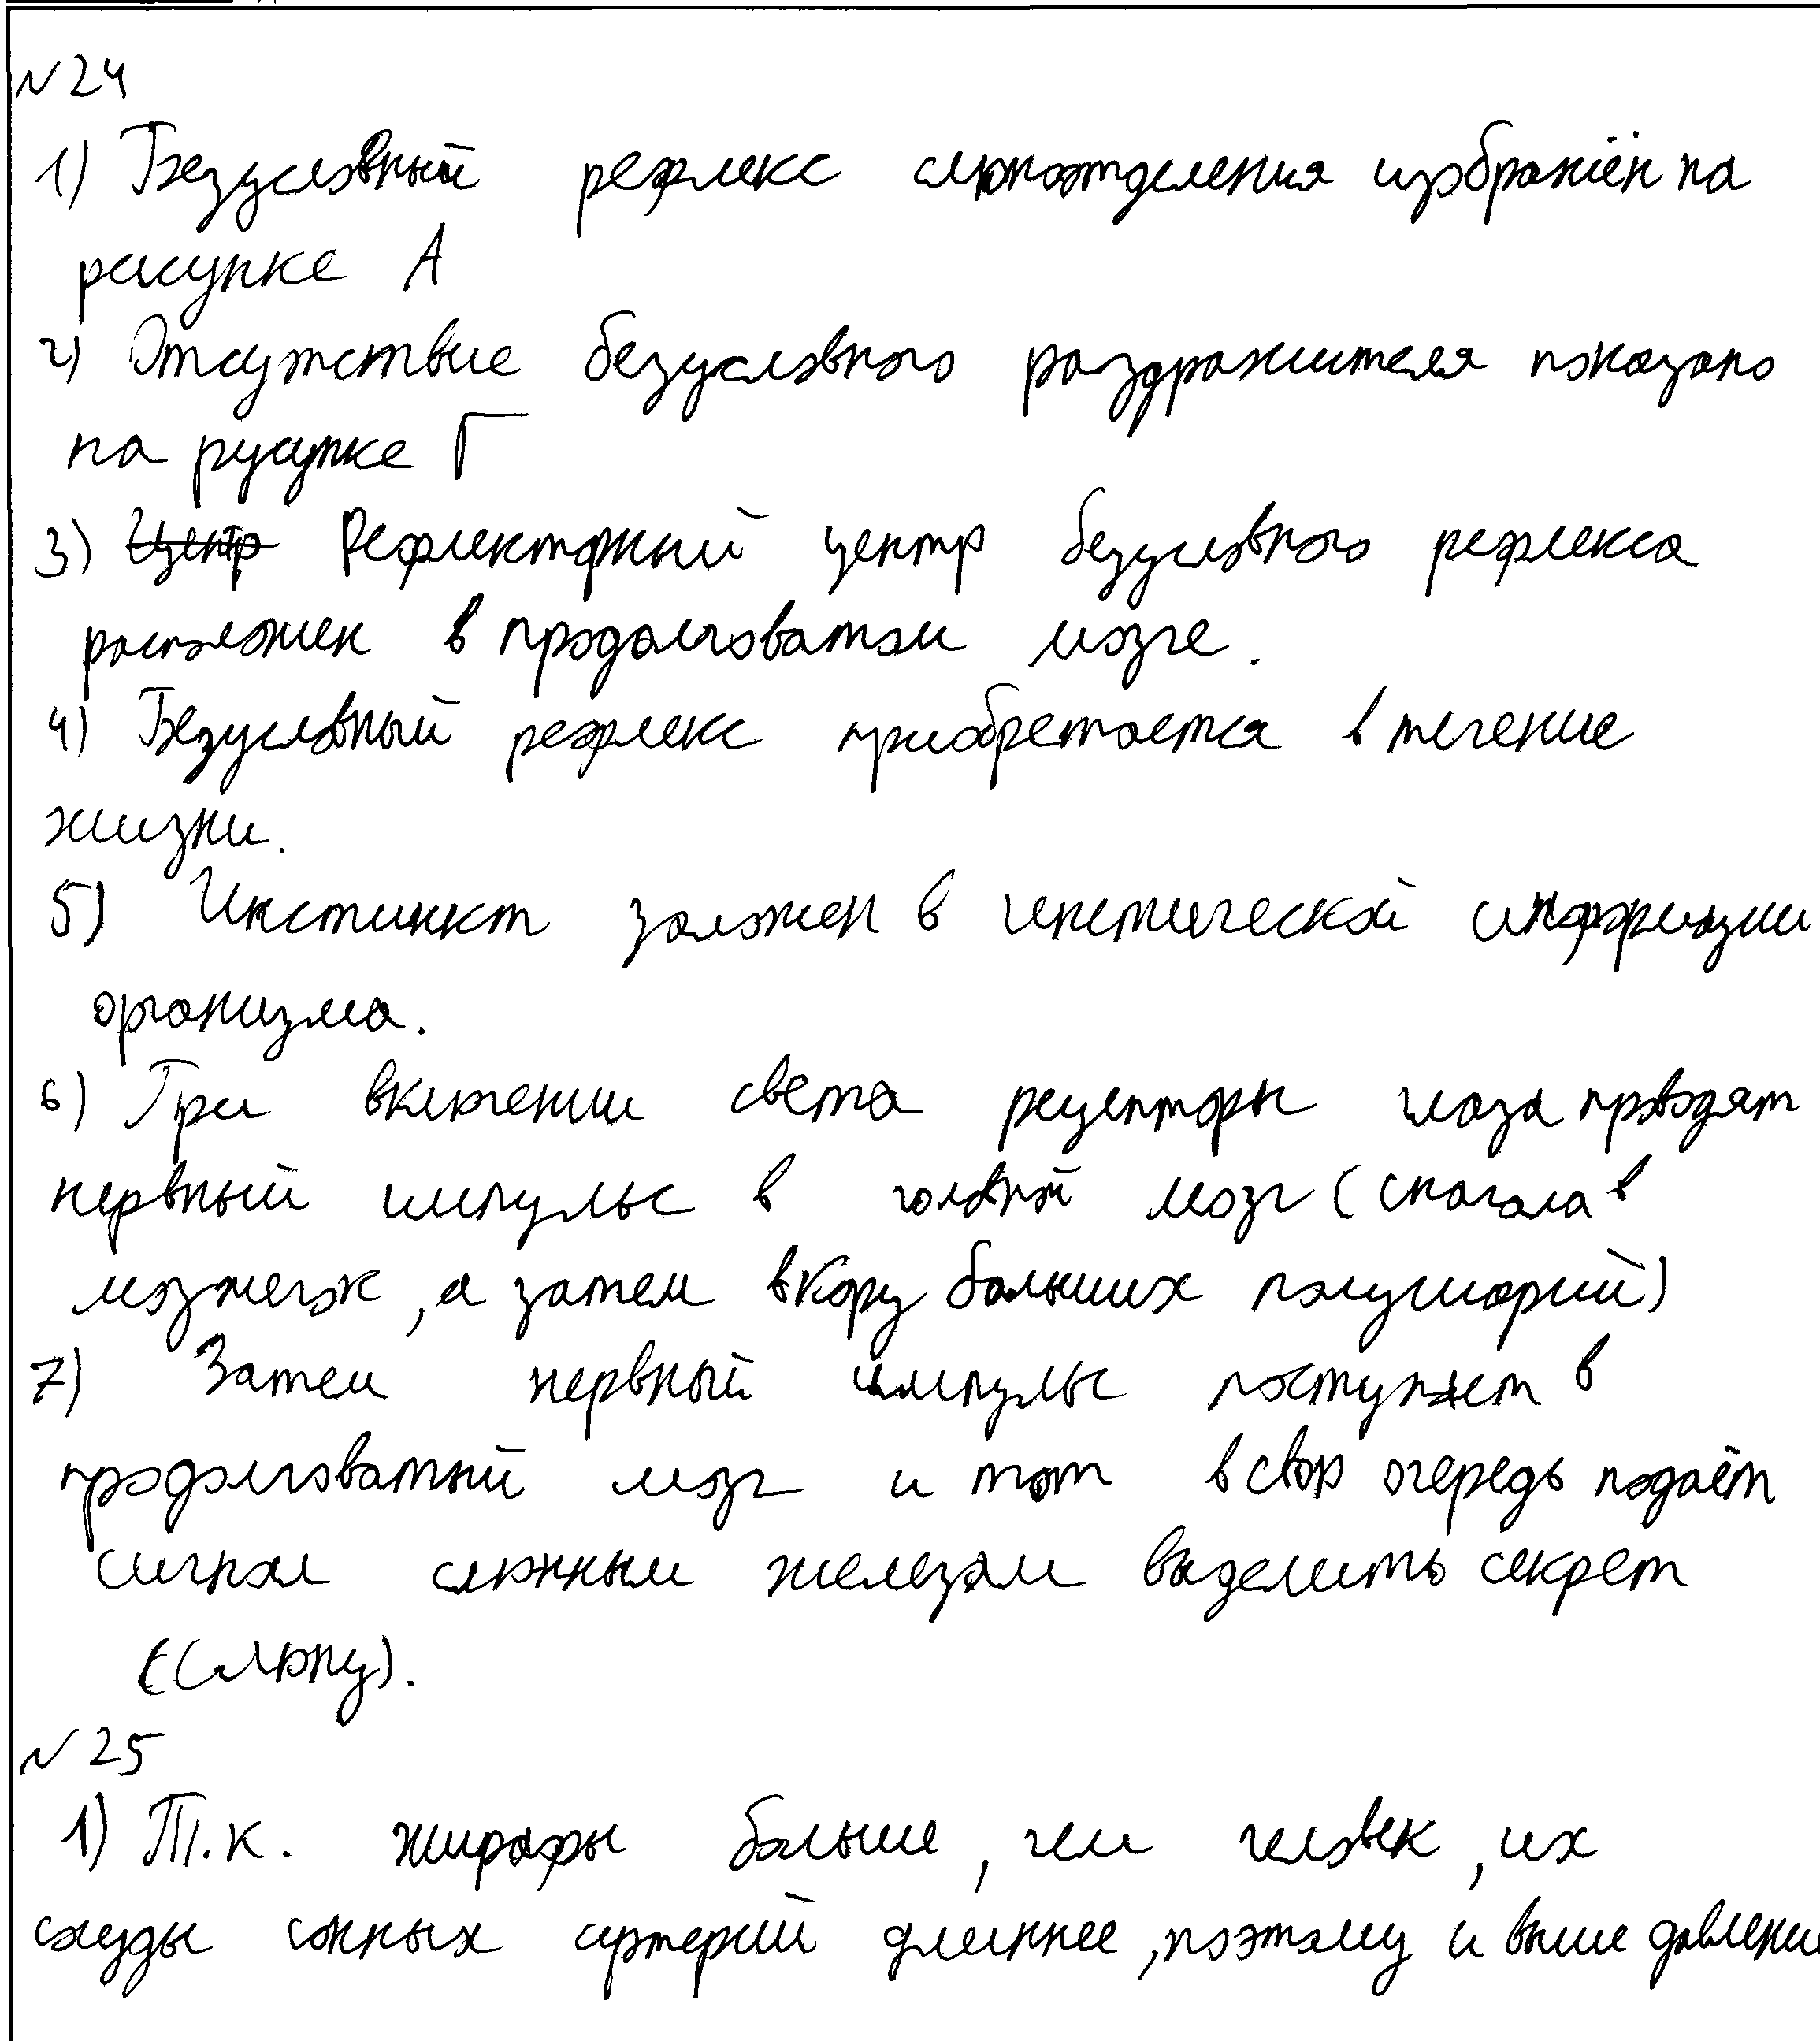 №24
1) Безусловный рефлекс слюноотделения изображён на
рисунке А
2) Отсутствие безусловного раздражителя показано
на русунке Г
3) Центр Рефлекторный центр безусловного рефлекса
расположен в продолговатом мозге.
4) Безусловный рефлекс приобретается в течение
жизни.
5) Инстинкт заложен в генетической информации
организма.
6) При включении света рецепторы глаза проводят
нервный импульс в головной мозг (сначала в
мозжечок, а затем в кору больших полушарий)
7) Затем нервный импульс поступает в
продолговатый мозг и тот в свою очередь подаёт
сигнал слюнным железам выделить секрет
(слюну).
№25
1) Т.к. жирафы больше, чем человек, их
сосуды сонных артерий длиннее, поэтому и выше давление